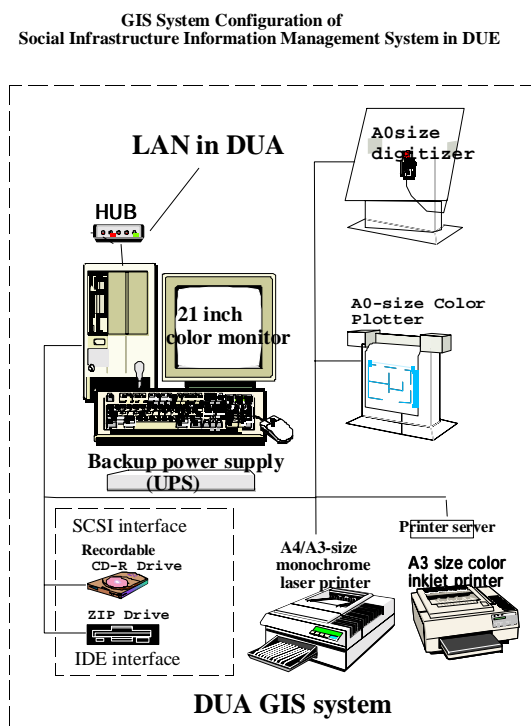 GIS System Configuration of
Social Infrastructure Information Management System in DUE
LAN in DUA
A0size
digitizer
HUB
21 inch
color monitor
A0-size Color
Plotter
Backup power supply
(UPS)
SCSI interface
Recordable
CD-R Drive
ZIP Drive
IDE interface
A4/A3-size
monochrome
laser printer
Printer server
A3 size color
inkjet printer
DUA GIS system